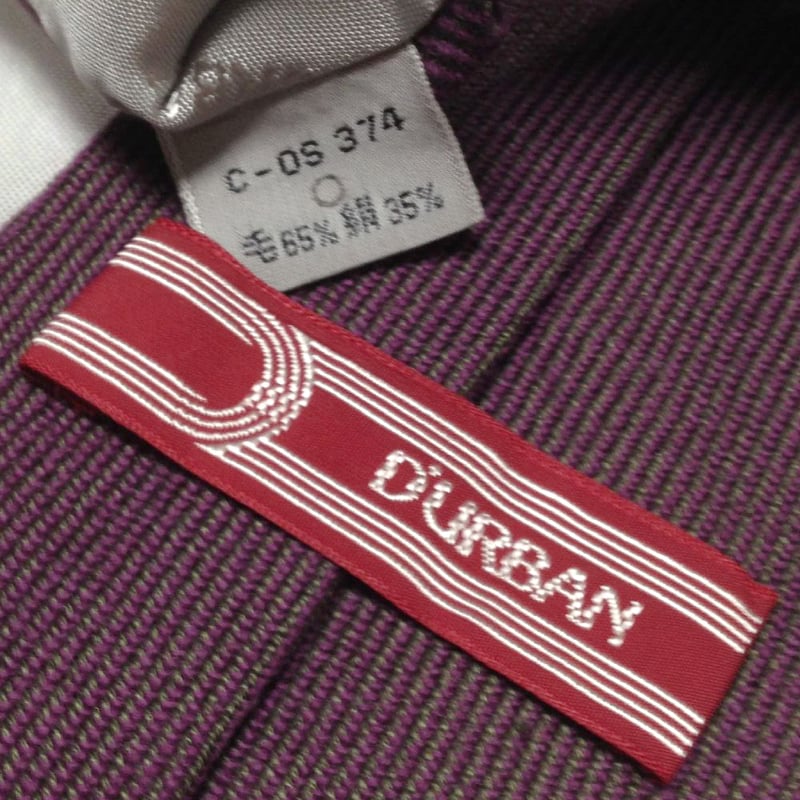 C-OS 374
毛65% 絹35%
D'URBAN